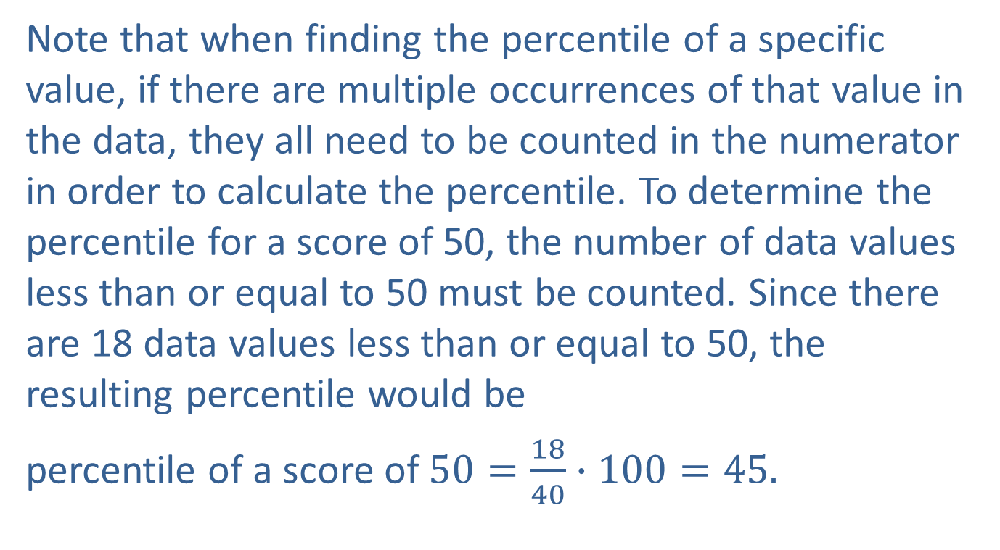 Note that when finding the percentile of a specific
value, if there are multiple occurrences of that value in
the data, they all need to be counted in the numerator
in order to calculate the percentile. To determine the
percentile for a score of 50, the number of data values
less than or equal to 50 must be counted. Since there
are 18 data values less than or equal to 50, the
resulting percentile would be
percentile of a score of 50 = 18/40 · 100 = 45.